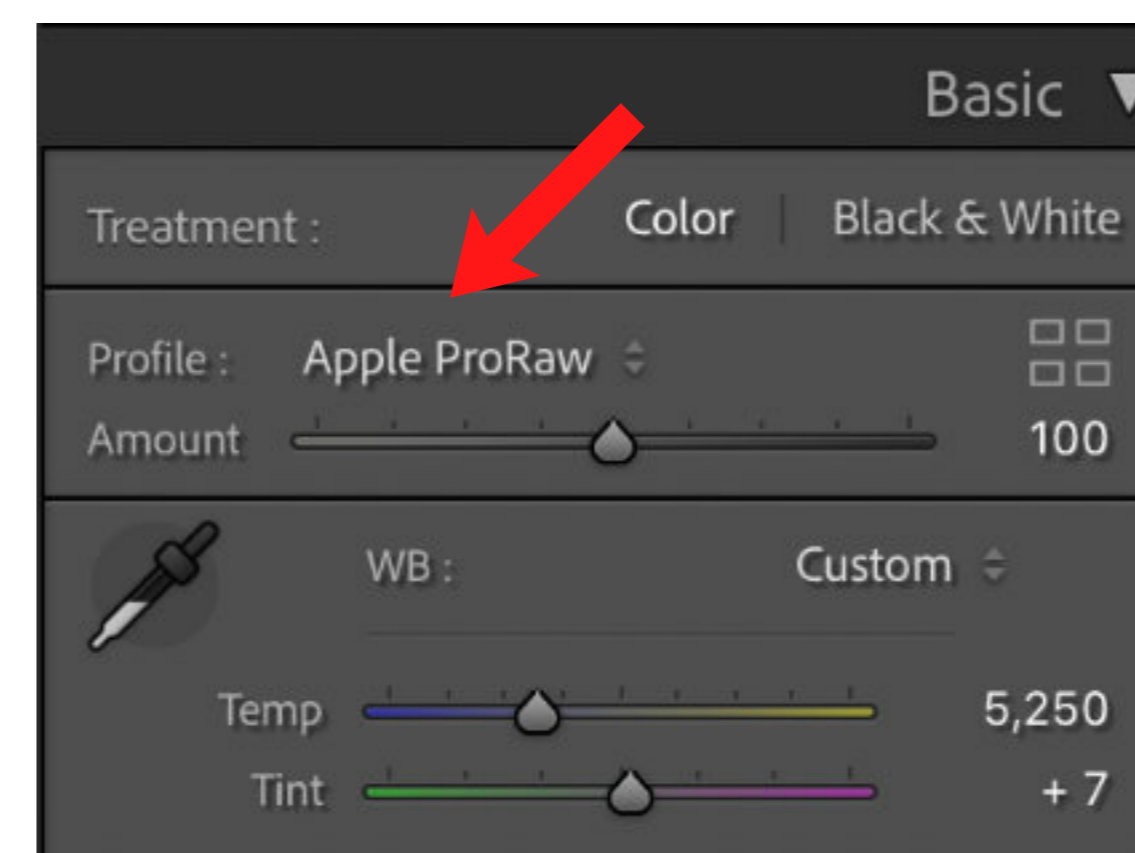 Basic
Treatment : Color | Black & White
Profile : Apple ProRaw
Amount 100
WB : Custom
Temp 5,250
Tint + 7